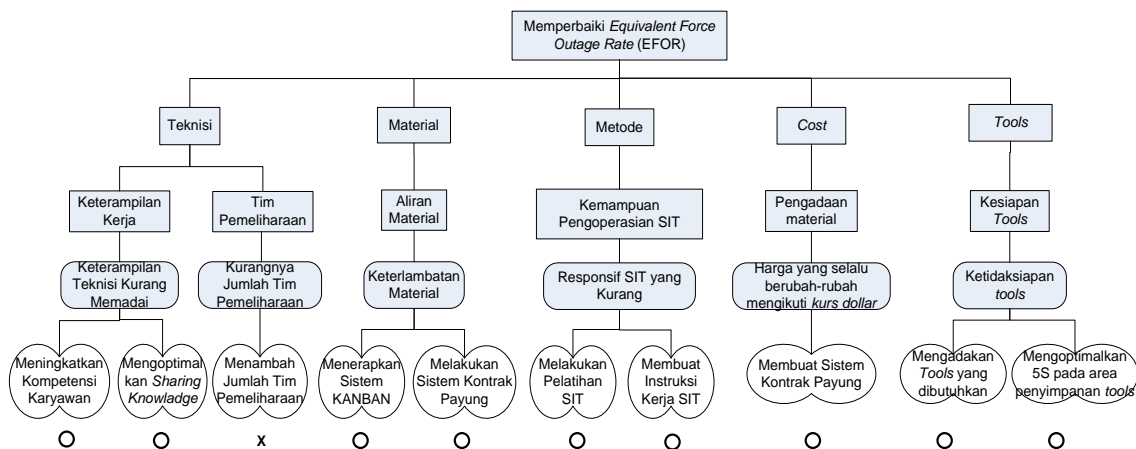 Memperbaiki Equivalent Force
Outage Rate (EFOR)
Teknisi
Material
Metode
Cost
Tools
Keterampilan
Kerja
Tim
Pemeliharaan
Aliran
Material
Kemampuan
Pengoperasian SIT
Pengadaan
material
Kesiapan
Tools
Keterampilan
Teknisi Kurang
Memadai
Kurangnya
Jumlah Tim
Pemeliharaan
Keterlambatan
Material
Responsif SIT yang
Kurang
Harga yang selalu
berubah-rubah
mengikuti kurs dollar
Ketidaksiapan
tools
Meningkatkan
Kompetensi
Karyawan
Mengoptimal
kan Sharing
Knowladge
Menambah
Jumlah Tim
Pemeliharaan
Menerapkan
Sistem
KANBAN
Melakukan
Sistem Kontrak
Payung
Melakukan
Pelatihan
SIT
Membuat
Instruksi
Kerja SIT
Membuat Sistem
Kontrak Payung
Mengadakan
Tools yang
dibutuhkan
Mengoptimalkan
5S pada area
penyimpanan tools
O O x O O O O O O O